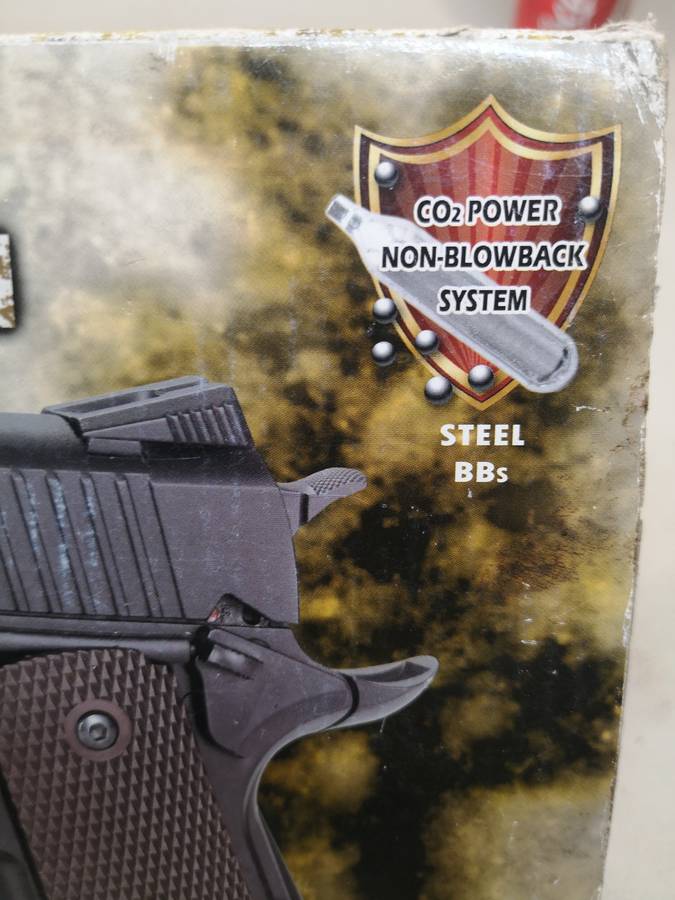 CO₂ POWER
NON-BLOWBACK
SYSTEM
STEEL
BBs